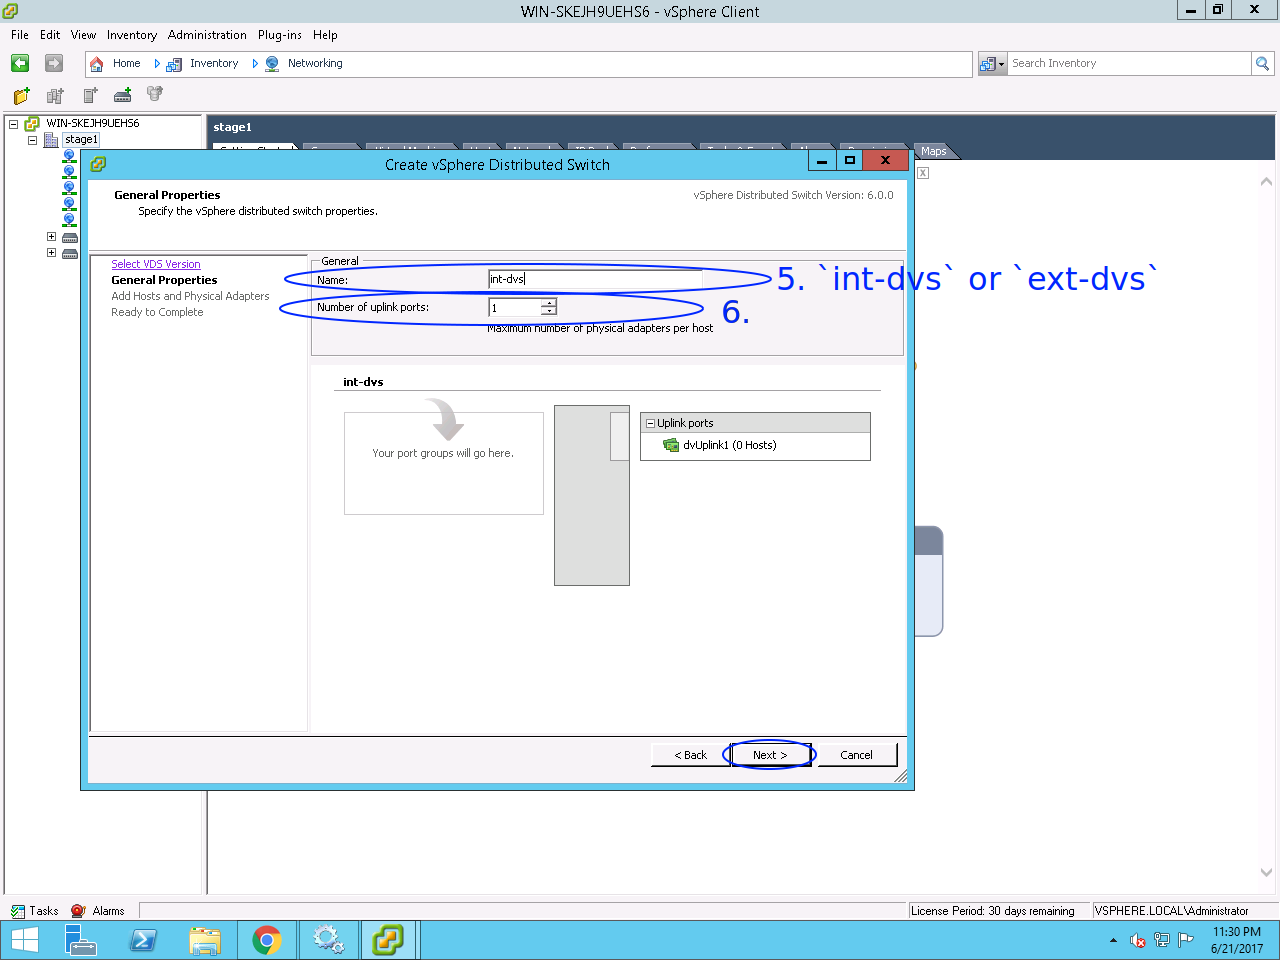 WIN-SKEJH9UEHS6 - vSphere Client
File Edit View Inventory Administration Plug-ins Help
Home Inventory Networking Search Inventory
WIN-SKEJH9UEHS6
stage1
stage1
Maps
Create vSphere Distributed Switch
General Properties
Specify the vSphere distributed switch properties.
vSphere Distributed Switch Version: 6.0.0
Select VDS Version
General Properties
Add Hosts and Physical Adapters
Ready to Complete
General
Name: int-dvs
5. `int-dvs` or `ext-dvs`
Number of uplink ports: 1
6.
Maximum number of physical adapters per host
int-dvs
Your port groups will go here.
Uplink ports
dvUplink1 (0 Hosts)
< Back Next > Cancel
Tasks Alarms
License Period: 30 days remaining
VSPHERE.LOCAL\Administrator
11:30 PM
6/21/2017